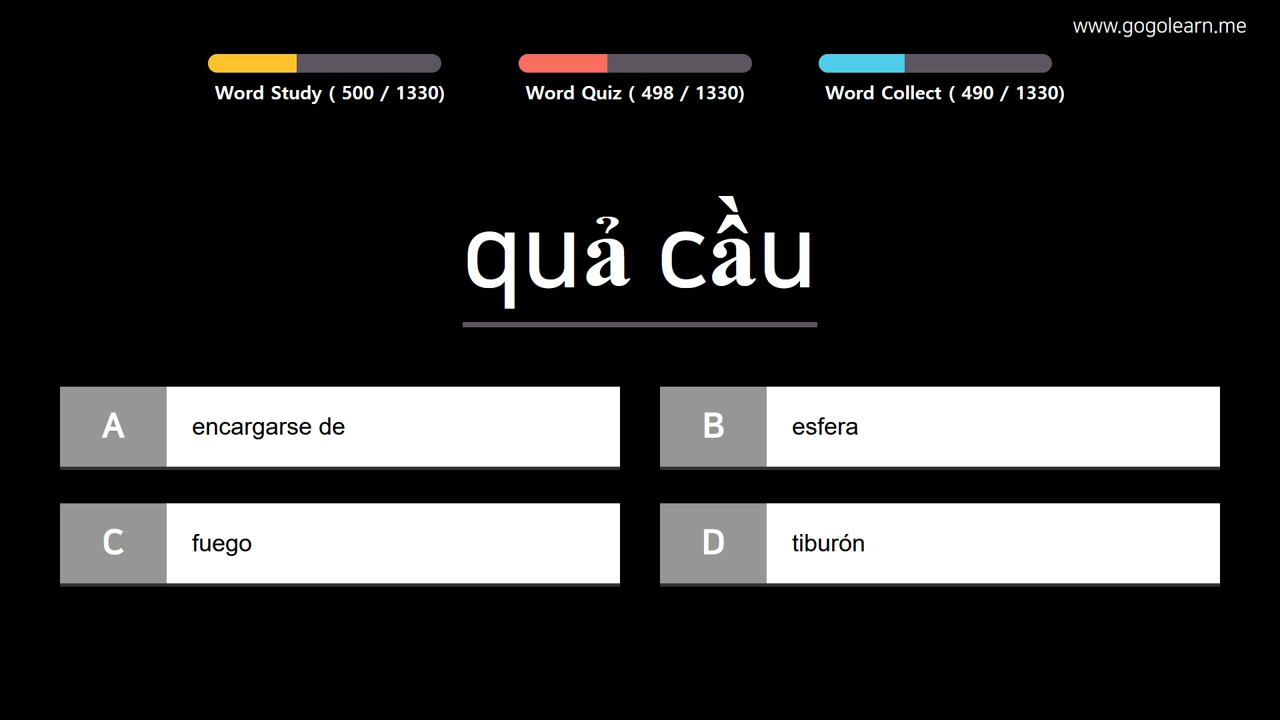 www.gogolearn.me
Word Study ( 500 / 1330)
Word Quiz ( 498 / 1330)
Word Collect ( 490 / 1330)
quả cầu
A encargarse de
B esfera
C fuego
D tiburón